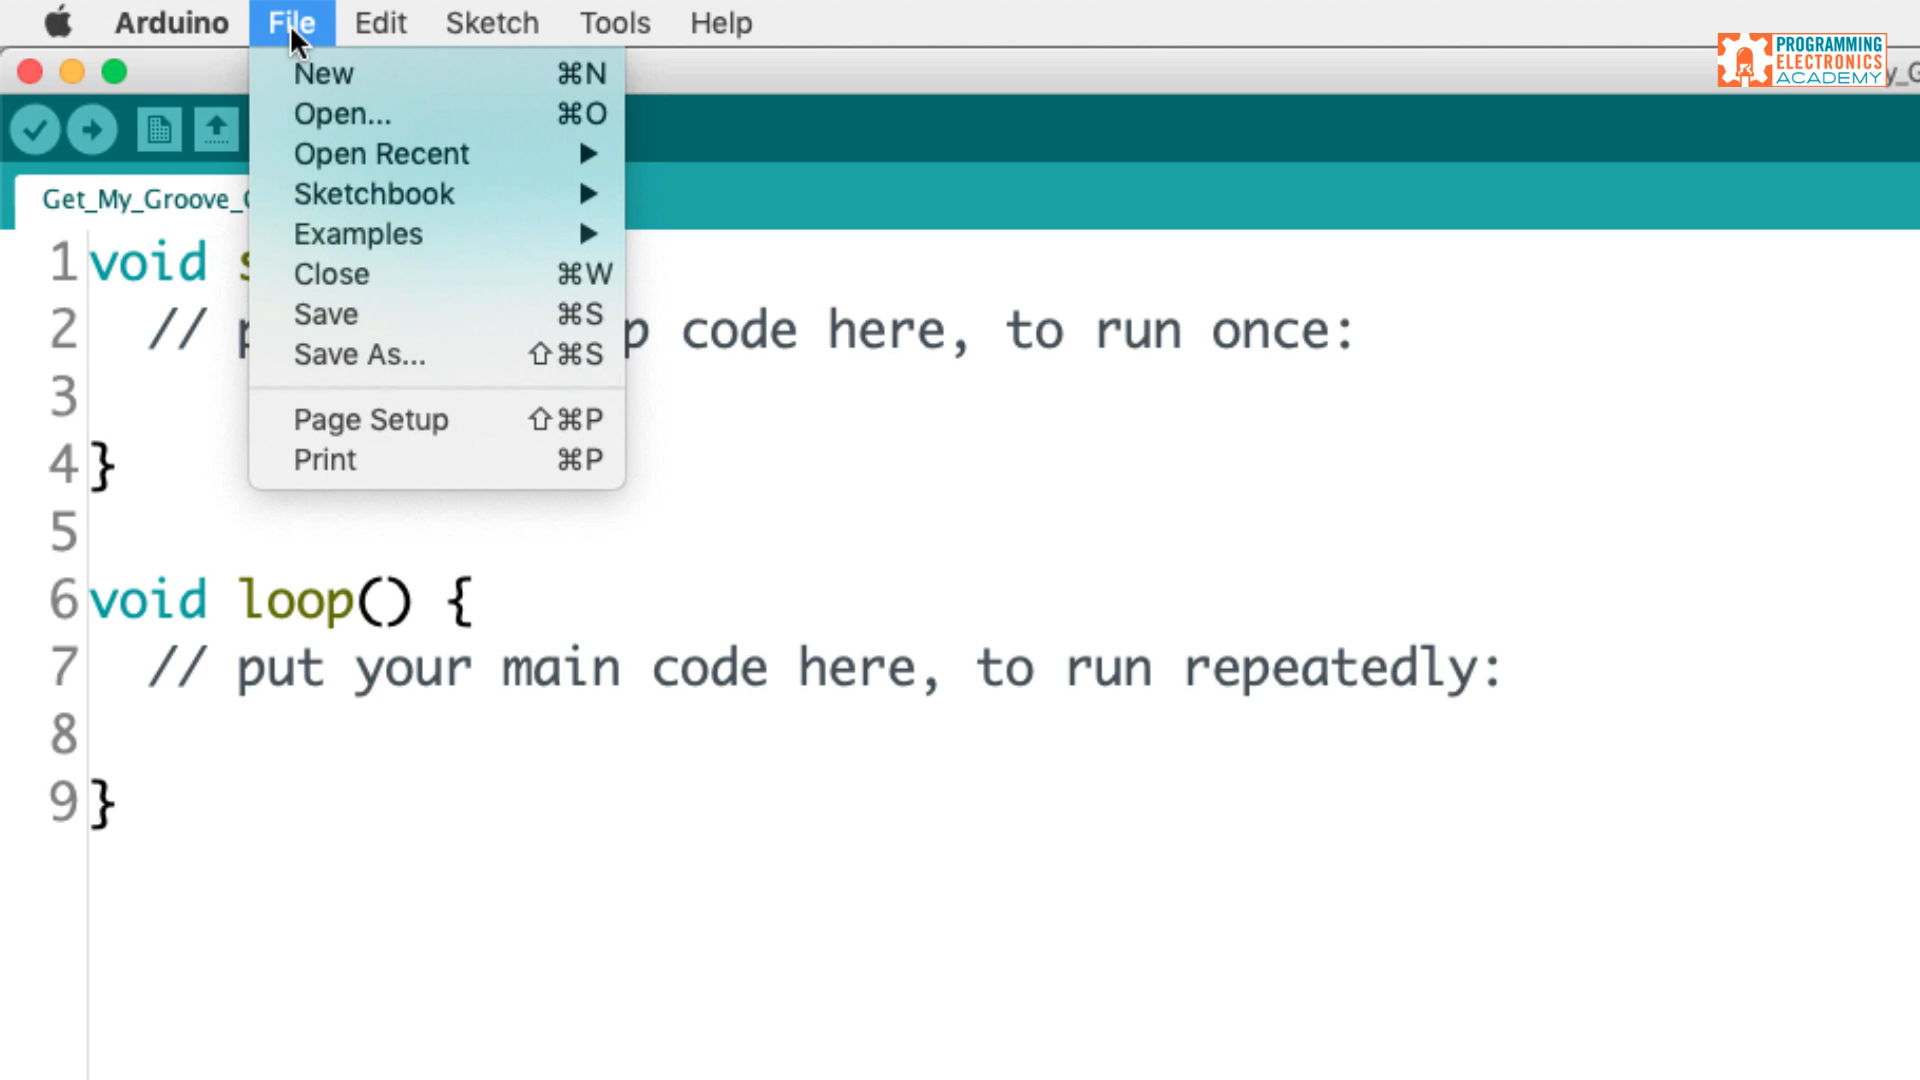 Arduino File Edit Sketch Tools Help
PROGRAMMING
ELECTRONICS
ACADEMY
New ⌘N
Open... ⌘O
Open Recent ▶
Sketchbook ▶
Examples ▶
Close ⌘W
Save ⌘S
Save As... ⇧⌘S
Page Setup ⇧⌘P
Print ⌘P
Get_My_Groove_
1 void
2 // code here, to run once:
3
4 }
5
6 void loop() {
7 // put your main code here, to run repeatedly:
8
9 }